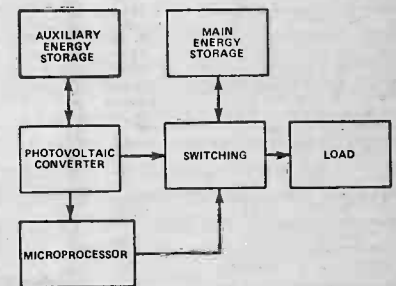 AUXILIARY
ENERGY
STORAGE
MAIN
ENERGY
STORAGE
PHOTOVOLTAIC
CONVERTER
SWITCHING
LOAD
MICROPROCESSOR